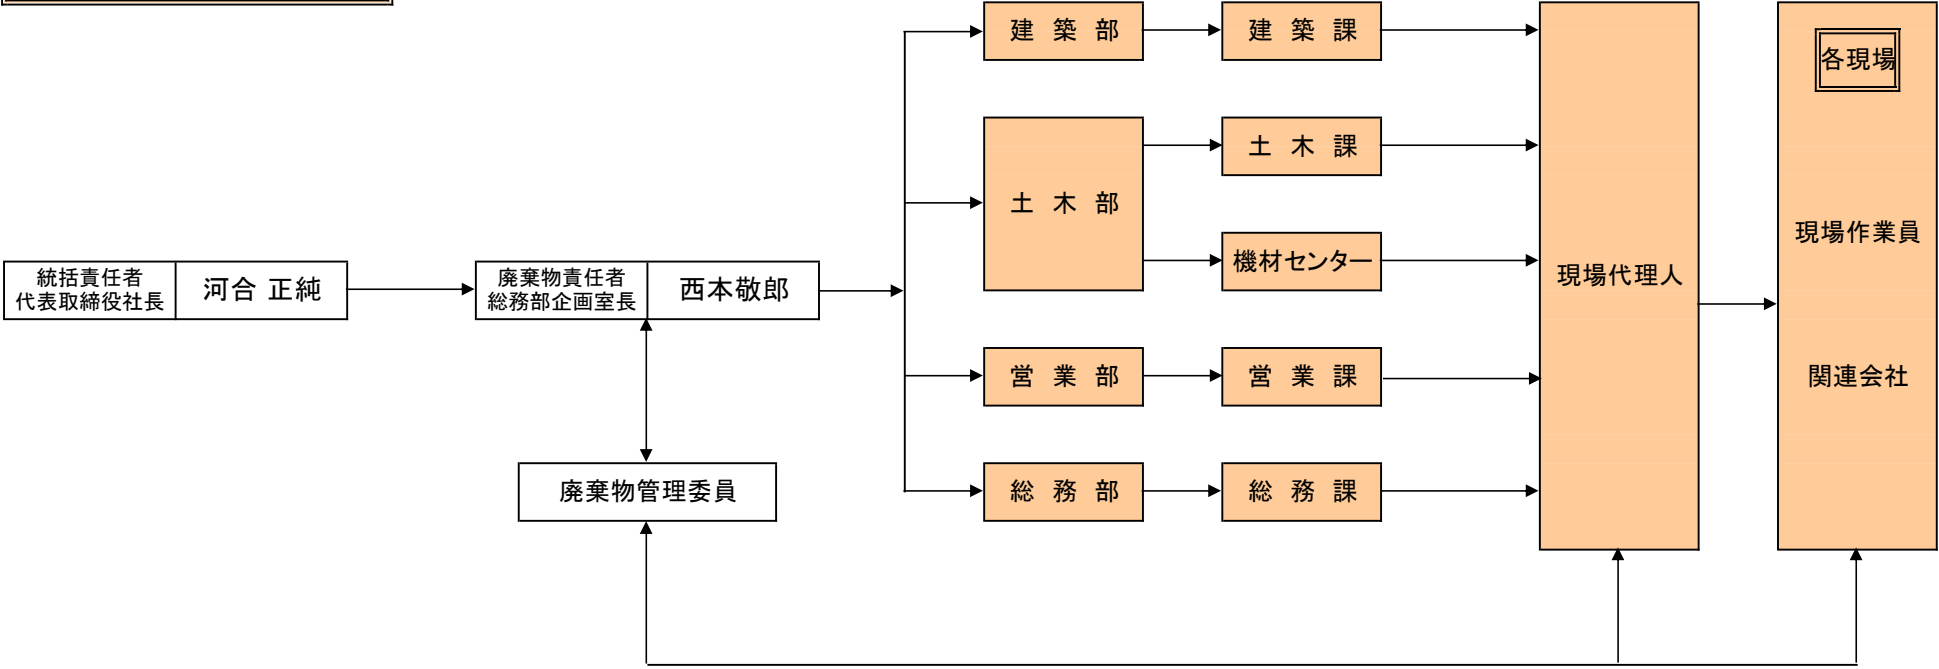 建 築 部
建 築 課
各現場
土 木 課
土 木 部
機材センター
現場作業員
統括責任者
代表取締役社長
河合 正純
廃棄物責任者
総務部企画室長
西本敬郎
現場代理人
営 業 部
営 業 課
関連会社
廃棄物管理委員
総 務 部
総 務 課